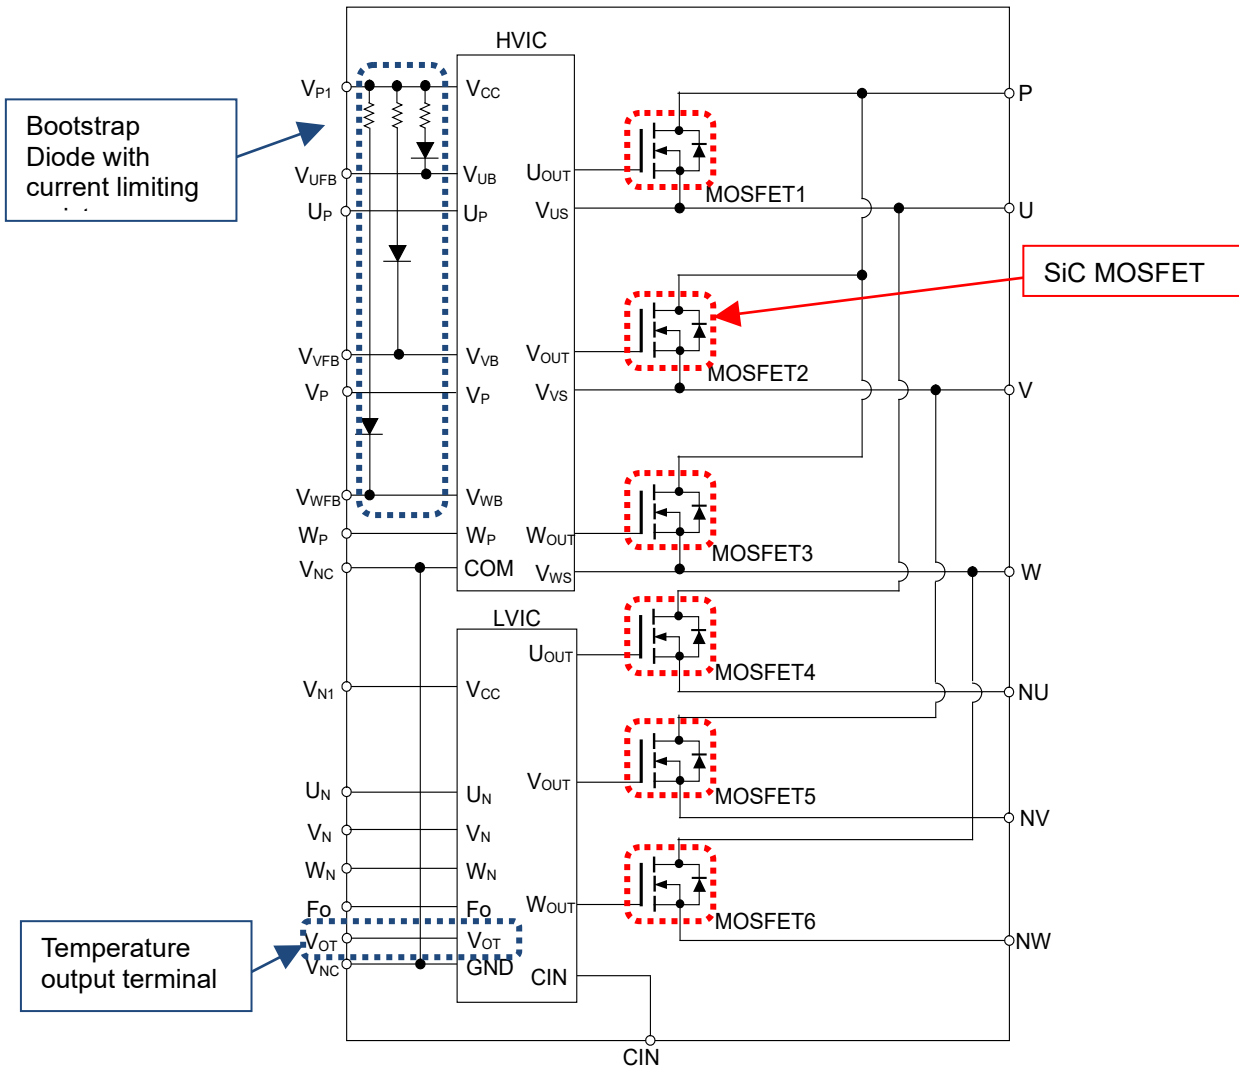 HVIC
VP1
VCC
P
Bootstrap
Diode with
current limiting
VUFB
VUB
UOUT
MOSFET1
UP
UP
VUS
U
SiC MOSFET
VVFB
VVB
VOUT
MOSFET2
VP
VP
VVS
V
VWFB
VWB
WP
WP
WOUT
MOSFET3
VNC
COM
VWS
W
LVIC
UOUT
MOSFET4
VN1
VCC
NU
UN
UN
VOUT
MOSFET5
VN
VN
NV
WN
WN
WOUT
MOSFET6
Fo
Fo
Temperature
output terminal
VOT
VOT
NW
VNC
GND
CIN
CIN